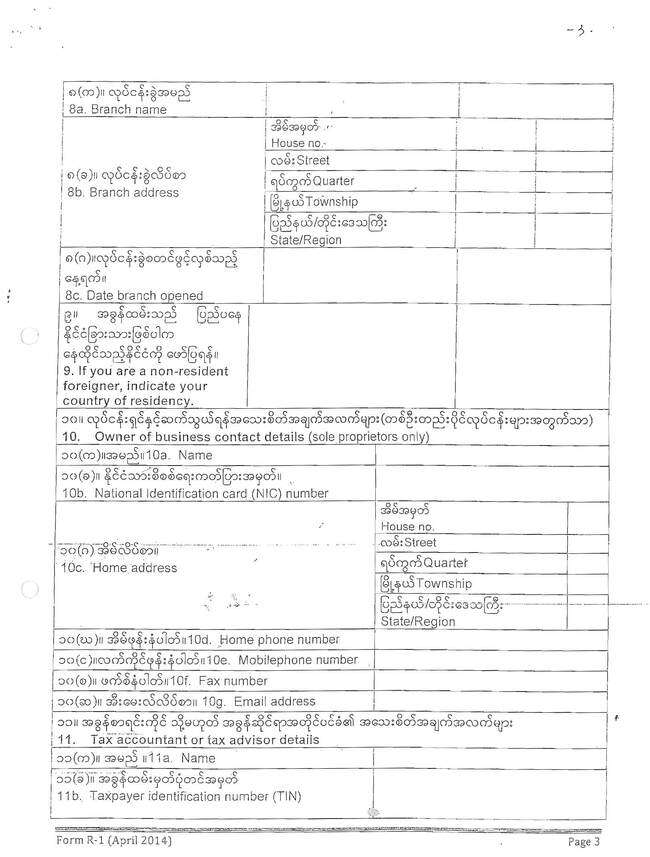 -၃.
၈(က)။ လုပ်ငန်းခွဲအမည်
8a. Branch name
၈(ခ)။ လုပ်ငန်းခွဲလိပ်စာ
8b. Branch address
အိမ်အမှတ်
House no.
လမ်းStreet
ရပ်ကွက်Quarter
မြို့နယ်Township
ပြည်နယ်/တိုင်းဒေသကြီး
State/Region
၈(ဂ)။လုပ်ငန်းခွဲစတင်ဖွင့်လှစ်သည့်
နေ့ရက်။
8c. Date branch opened
၉။ အခွန်ထမ်းသည် ပြည်ပနေ
နိုင်ငံခြားသားဖြစ်ပါက
နေထိုင်သည့်နိုင်ငံကို ဖော်ပြရန်။
9. If you are a non-resident
foreigner, indicate your
country of residency.
၁၀။ လုပ်ငန်းရှင်နှင့်ဆက်သွယ်ရန်အသေးစိတ်အချက်အလက်များ(တစ်ဦးတည်းပိုင်လုပ်ငန်းများအတွက်သာ)
10. Owner of business contact details (sole proprietors only)
၁၀(က)။အမည်။10a. Name
၁၀(ခ)။ နိုင်ငံသားစိစစ်ရေးကတ်ပြားအမှတ်။
10b. National Identification card (NIC) number
၁၀(ဂ) အိမ်လိပ်စာ။
10c. Home address
အိမ်အမှတ်
House no.
လမ်းStreet
ရပ်ကွက်Quarter
မြို့နယ်Township
ပြည်နယ်/တိုင်းဒေသကြီး
State/Region
၁၀(ဃ)။ အိမ်ဖုန်းနံပါတ်။10d. Home phone number
၁၀(င)။လက်ကိုင်ဖုန်းနံပါတ်။10e. Mobilephone number
၁၀(စ)။ ဖက်စ်နံပါတ်။10f. Fax number
၁၀(ဆ)။ အီးမေးလ်လိပ်စာ။ 10g. Email address
၁၁။ အခွန်စာရင်းကိုင် သို့မဟုတ် အခွန်ဆိုင်ရာအတိုင်ပင်ခံ၏ အသေးစိတ်အချက်အလက်များ
11. Tax accountant or tax advisor details
၁၁(က)။ အမည် ။11a. Name
၁၁(ခ)။ အခွန်ထမ်းမှတ်ပုံတင်အမှတ်
11b. Taxpayer identification number (TIN)
Form R-1 (April 2014)
Page 3